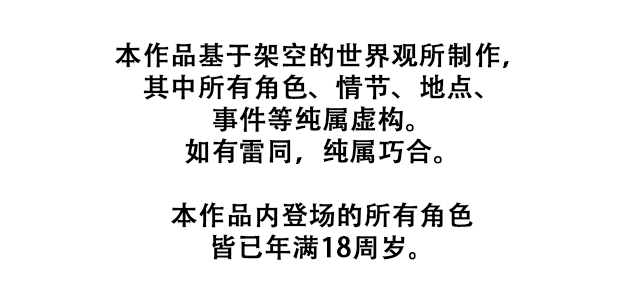 本作品基于架空的世界观所制作，
其中所有角色、情节、地点、
事件等纯属虚构。
如有雷同，纯属巧合。
本作品内登场的所有角色
皆已年满18周岁。